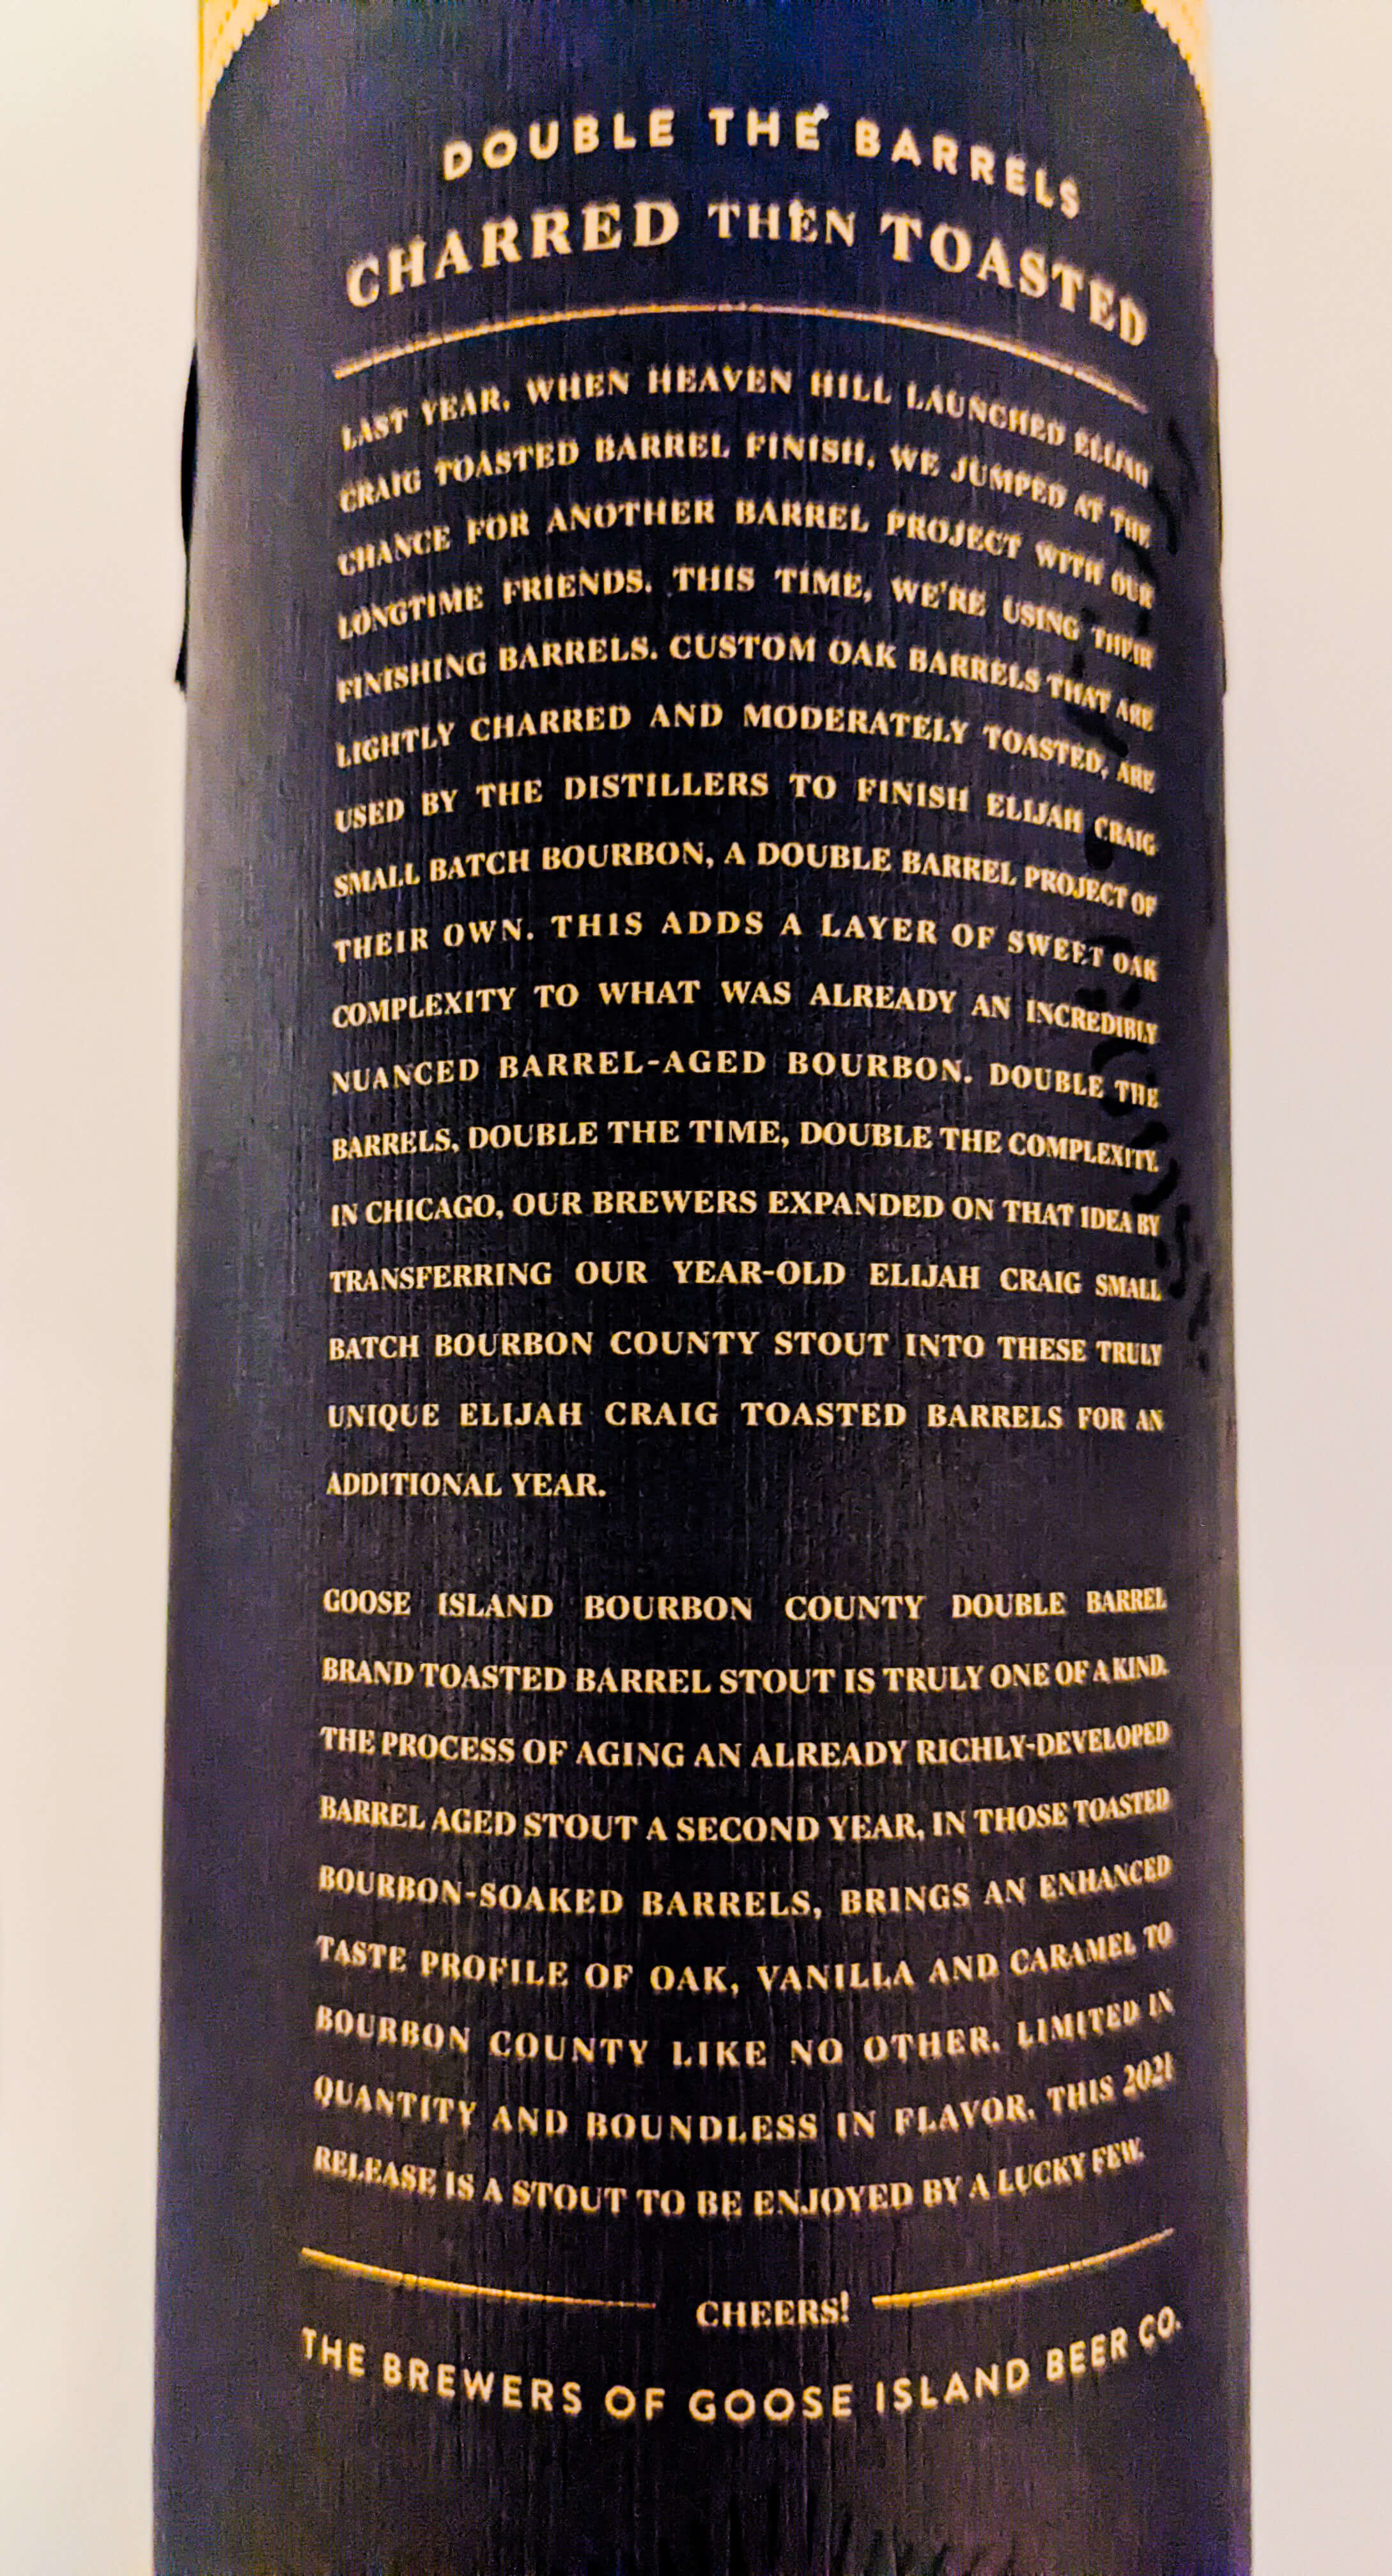 DOUBLE THE BARRELS
CHARRED THEN TOASTED
LAST YEAR, WHEN HEAVEN HILL LAUNCHED ELIJAH
CRAIG TOASTED BARREL FINISH, WE JUMPED AT THE
CHANCE FOR ANOTHER BARREL PROJECT WITH OUR
LONGTIME FRIENDS. THIS TIME, WE'RE USING THEIR
FINISHING BARRELS. CUSTOM OAK BARRELS THAT ARE
LIGHTLY CHARRED AND MODERATELY TOASTED, ARE
USED BY THE DISTILLERS TO FINISH ELIJAH CRAIG
SMALL BATCH BOURBON, A DOUBLE BARREL PROJECT OF
THEIR OWN. THIS ADDS A LAYER OF SWEET OAK
COMPLEXITY TO WHAT WAS ALREADY AN INCREDIBLY
NUANCED BARREL-AGED BOURBON. DOUBLE THE
BARRELS, DOUBLE THE TIME, DOUBLE THE COMPLEXITY.
IN CHICAGO, OUR BREWERS EXPANDED ON THAT IDEA BY
TRANSFERRING OUR YEAR-OLD ELIJAH CRAIG SMALL
BATCH BOURBON COUNTY STOUT INTO THESE TRULY
UNIQUE ELIJAH CRAIG TOASTED BARRELS FOR AN
ADDITIONAL YEAR.
GOOSE ISLAND BOURBON COUNTY DOUBLE BARREL
BRAND TOASTED BARREL STOUT IS TRULY ONE OF A KIND.
THE PROCESS OF AGING AN ALREADY RICHLY-DEVELOPED
BARREL AGED STOUT A SECOND YEAR, IN THOSE TOASTED
BOURBON-SOAKED BARRELS, BRINGS AN ENHANCED
TASTE PROFILE OF OAK, VANILLA AND CARAMEL TO
BOURBON COUNTY LIKE NO OTHER. LIMITED IN
QUANTITY AND BOUNDLESS IN FLAVOR, THIS 2021
RELEASE IS A STOUT TO BE ENJOYED BY A LUCKY FEW.
CHEERS!
THE BREWERS OF GOOSE ISLAND BEER CO.